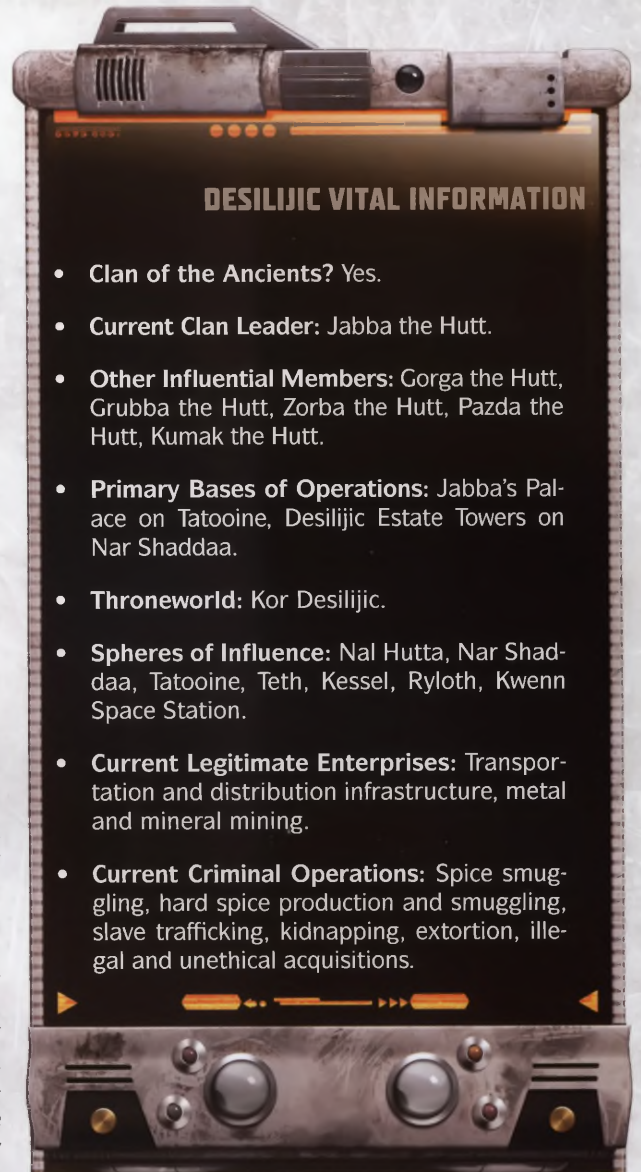 DESILIJIC VITAL INFORMATION
• Clan of the Ancients? Yes.
• Current Clan Leader: Jabba the Hutt.
• Other Influential Members: Gorga the Hutt,
Grubba the Hutt, Zorba the Hutt, Pazda the
Hutt, Kumak the Hutt.
• Primary Bases of Operations: Jabba's Pal-
ace on Tatooine, Desilijic Estate Towers on
Nar Shaddaa.
• Throneworld: Kor Desilijic.
• Spheres of Influence: Nal Hutta, Nar Shad-
daa, Tatooine, Teth, Kessel, Ryloth, Kwenn
Space Station.
• Current Legitimate Enterprises: Transpor-
tation and distribution infrastructure, metal
and mineral mining.
• Current Criminal Operations: Spice smug-
gling, hard spice production and smuggling,
slave trafficking, kidnapping, extortion, ille-
gal and unethical acquisitions.